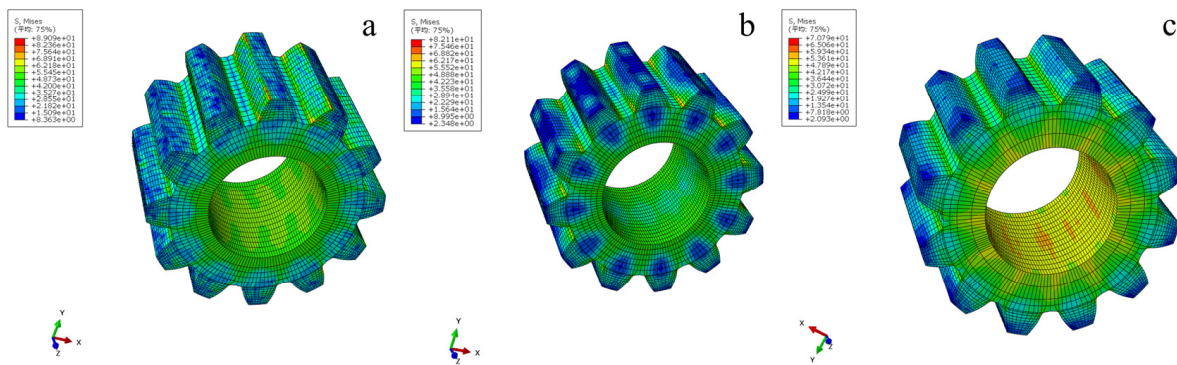 S, Mises
(平均: 75%)
+8.909e+01
+8.236e+01
+7.564e+01
+6.891e+01
+6.218e+01
+5.545e+01
+4.873e+01
+4.200e+01
+3.527e+01
+2.855e+01
+2.182e+01
+1.509e+01
+8.363e+00
a
Y
X
Z
S, Mises
(平均: 75%)
+8.211e+01
+7.546e+01
+6.882e+01
+6.217e+01
+5.552e+01
+4.888e+01
+4.223e+01
+3.558e+01
+2.894e+01
+2.229e+01
+1.564e+01
+8.995e+00
+2.348e+00
b
Y
X
Z
S, Mises
(平均: 75%)
+7.079e+01
+6.506e+01
+5.934e+01
+5.361e+01
+4.789e+01
+4.217e+01
+3.644e+01
+3.072e+01
+2.499e+01
+1.927e+01
+1.354e+01
+7.818e+00
+2.093e+00
c
X
Z
Y